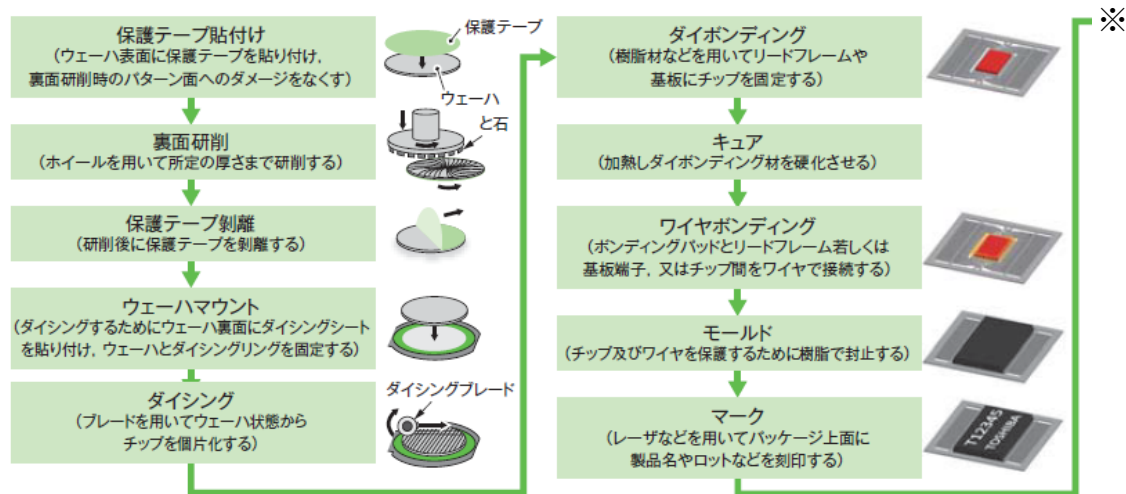 保護テープ貼付け
(ウェーハ表面に保護テープを貼り付け,
裏面研削時のパターン面へのダメージをなくす)
保護テープ
ウェーハ
裏面研削
(ホイールを用いて所定の厚さまで研削する)
と石
保護テープ剝離
(研削後に保護テープを剝離する)
ウェーハマウント
(ダイシングするためにウェーハ裏面にダイシングシート
を貼り付け, ウェーハとダイシングリングを固定する)
ダイシング
(ブレードを用いてウェーハ状態から
チップを個片化する)
ダイシングブレード
ダイボンディング
(樹脂材などを用いてリードフレームや
基板にチップを固定する)
キュア
(加熱しダイボンディング材を硬化させる)
ワイヤボンディング
(ボンディングパッドとリードフレーム若しくは
基板端子, 又はチップ間をワイヤで接続する)
モールド
(チップ及びワイヤを保護するために樹脂で封止する)
マーク
(レーザなどを用いてパッケージ上面に
製品名やロットなどを刻印する)
T12345
TOSHIBA
※